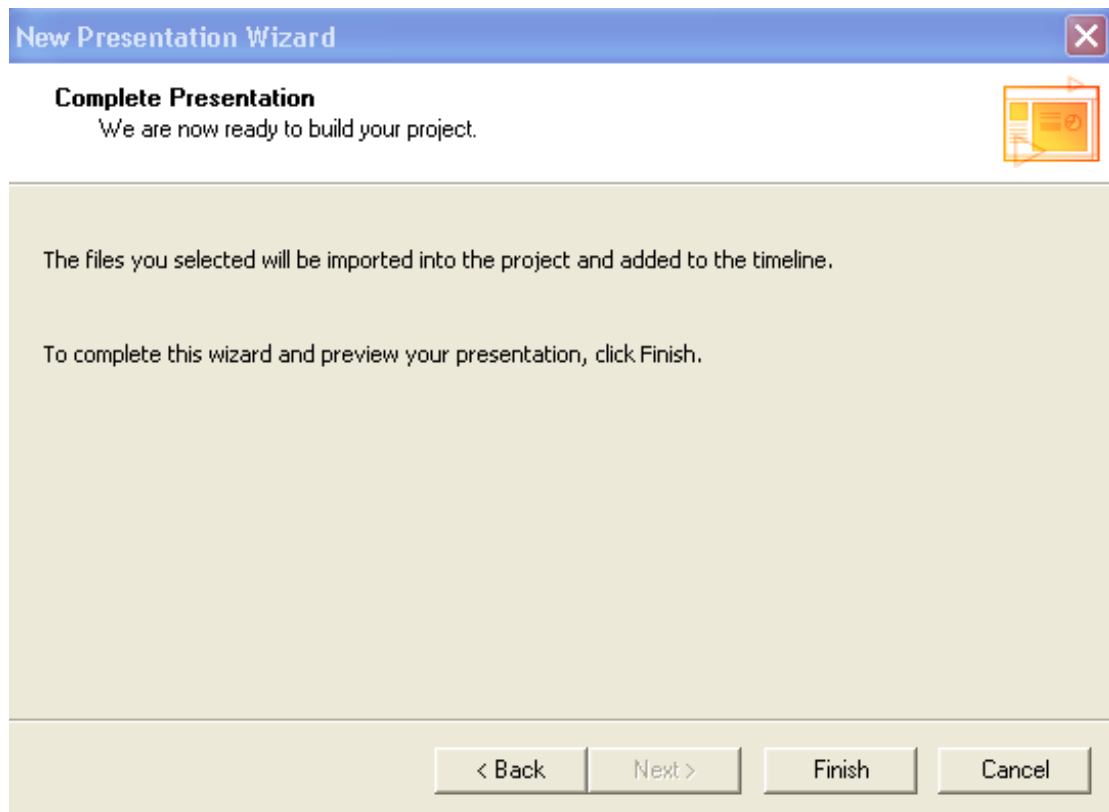 New Presentation Wizard
Complete Presentation
We are now ready to build your project.
The files you selected will be imported into the project and added to the timeline.
To complete this wizard and preview your presentation, click Finish.
< Back Next > Finish Cancel